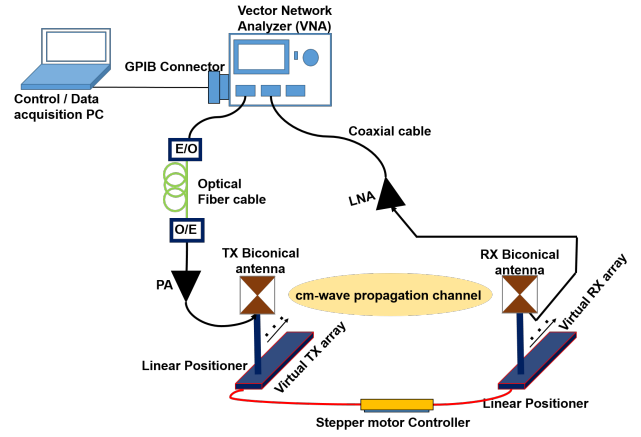 Vector Network
Analyzer (VNA)
GPIB Connector
Control / Data
acquisition PC
Coaxial cable
E/O
Optical
Fiber cable
LNA
O/E
TX Biconical
antenna
RX Biconical
antenna
PA
cm-wave propagation channel
Virtual RX array
Virtual TX array
Linear Positioner
Linear Positioner
Stepper motor Controller